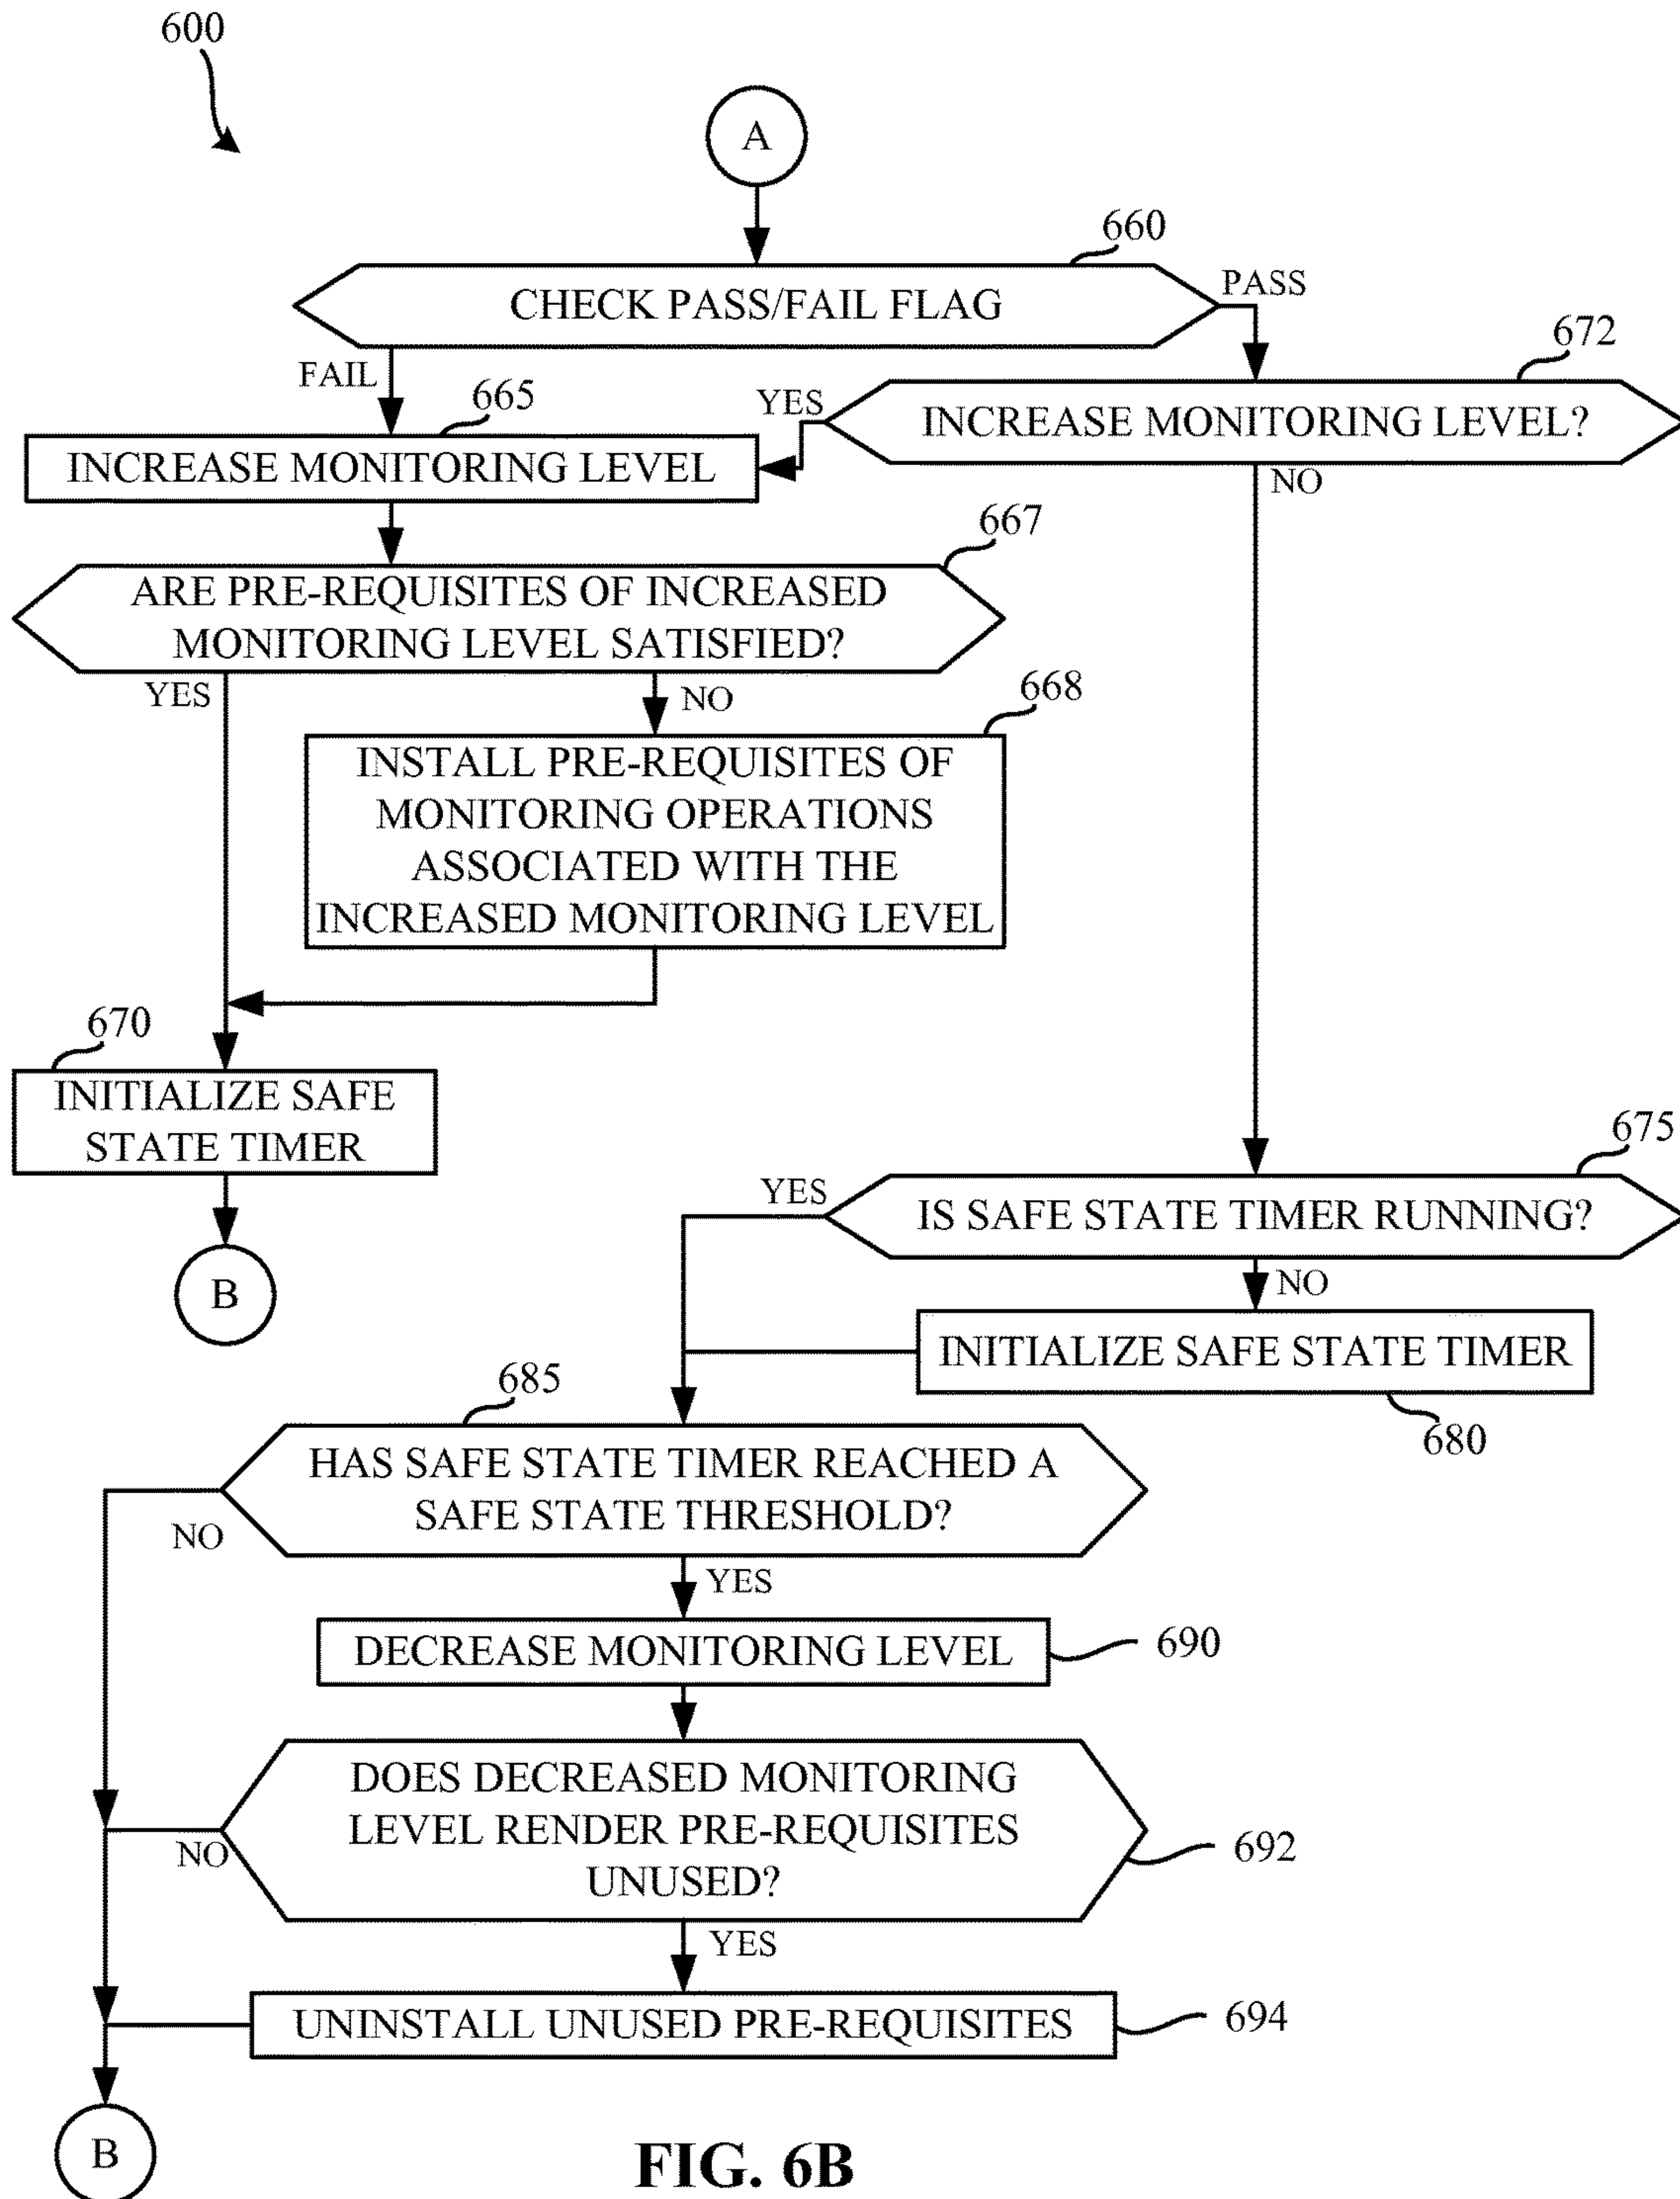 600
A
660
CHECK PASS/FAIL FLAG
PASS
672
FAIL
665
YES
INCREASE MONITORING LEVEL?
INCREASE MONITORING LEVEL
NO
667
ARE PRE-REQUISITES OF INCREASED
MONITORING LEVEL SATISFIED?
YES
NO
668
INSTALL PRE-REQUISITES OF
MONITORING OPERATIONS
ASSOCIATED WITH THE
INCREASED MONITORING LEVEL
670
INITIALIZE SAFE
STATE TIMER
B
675
YES
IS SAFE STATE TIMER RUNNING?
NO
INITIALIZE SAFE STATE TIMER
680
685
HAS SAFE STATE TIMER REACHED A
SAFE STATE THRESHOLD?
NO
YES
DECREASE MONITORING LEVEL
690
DOES DECREASED MONITORING
LEVEL RENDER PRE-REQUISITES
UNUSED?
692
NO
YES
UNINSTALL UNUSED PRE-REQUISITES
694
B
FIG. 6B